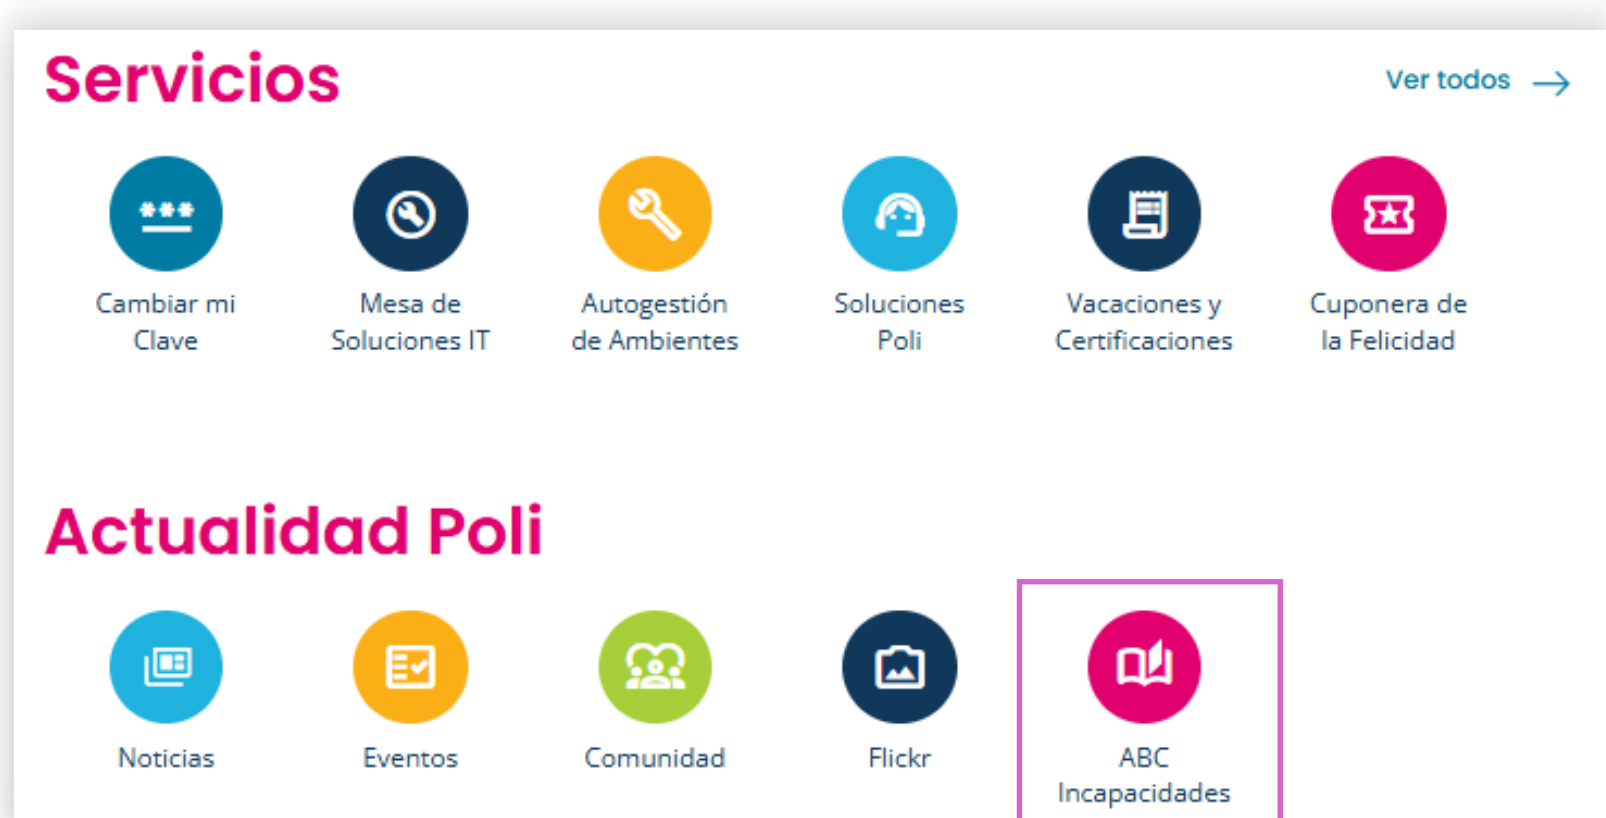 Servicios
Ver todos
Cambiar mi
Clave
Mesa de
Soluciones IT
Autogestión
de Ambientes
Soluciones
Poli
Vacaciones y
Certificaciones
Cuponera de
la Felicidad
Actualidad Poli
Noticias
Eventos
Comunidad
Flickr
ABC
Incapacidades